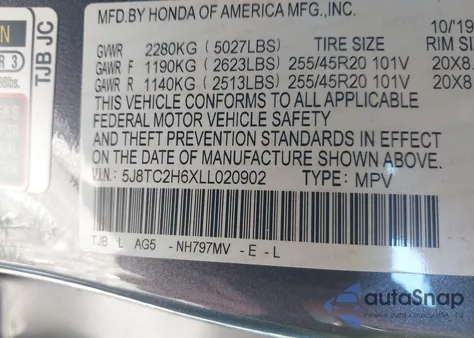 MFD.BY HONDA OF AMERICA MFG.,INC.
10/'19
GVWR 2280KG (5027LBS) TIRE SIZE RIM SI
GAWR F 1190KG (2623LBS) 255/45R20 101V 20X8.
GAWR R 1140KG (2513LBS) 255/45R20 101V 20X8
THIS VEHICLE CONFORMS TO ALL APPLICABLE
FEDERAL MOTOR VEHICLE SAFETY
AND THEFT PREVENTION STANDARDS IN EFFECT
ON THE DATE OF MANUFACTURE SHOWN ABOVE.
V.I.N.: 5J8TC2H6XLL020902 TYPE: MPV
TJB L AG5 -NH797MV -E-L
TJB JC
R 3
autoSnap